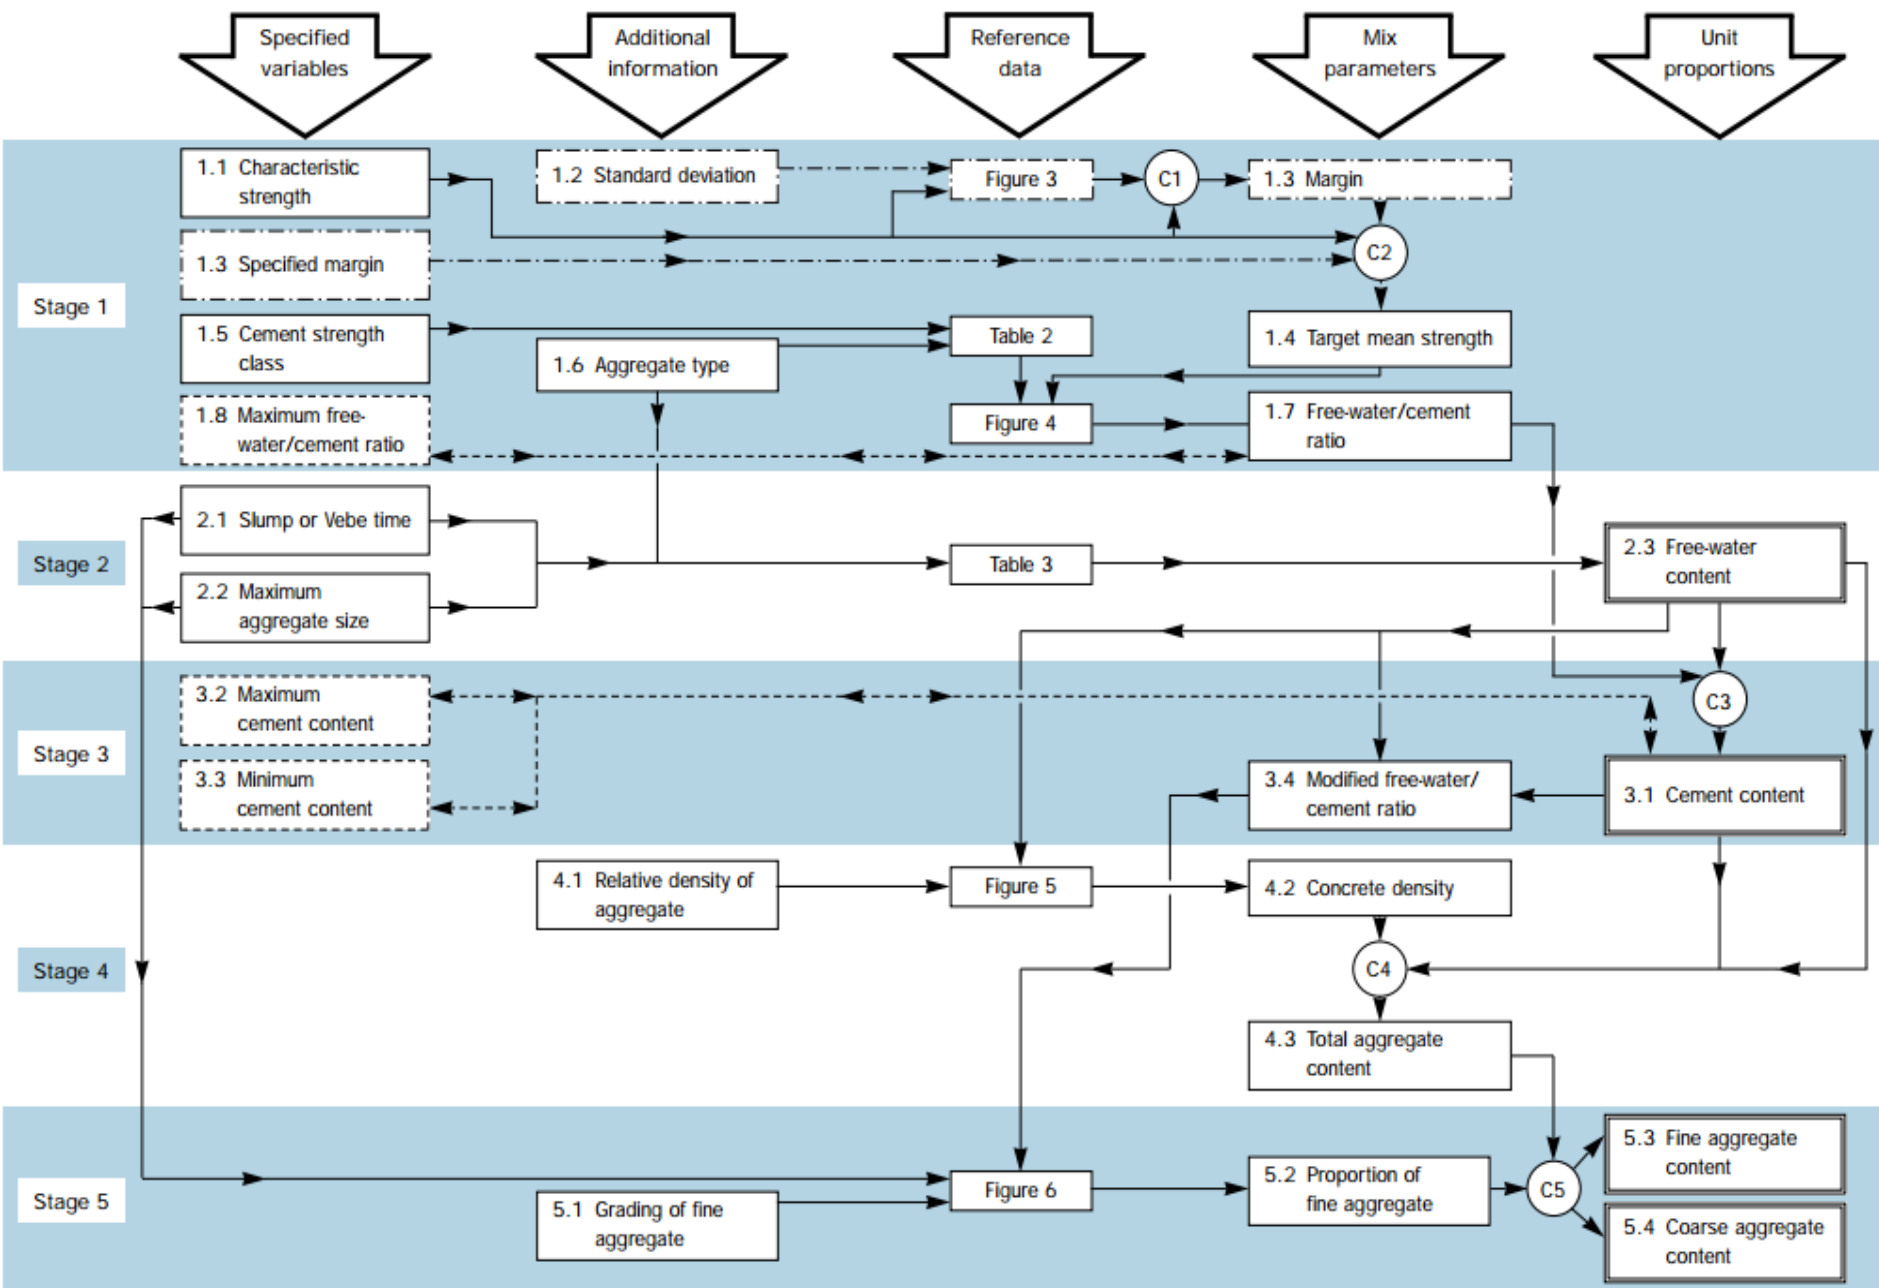 Specified
variables
Additional
information
Reference
data
Mix
parameters
Unit
proportions
Stage 1
1.1 Characteristic
strength
1.2 Standard deviation
Figure 3
C1
1.3 Margin
1.3 Specified margin
C2
1.5 Cement strength
class
1.6 Aggregate type
Table 2
1.4 Target mean strength
1.8 Maximum free-
water/cement ratio
Figure 4
1.7 Free-water/cement
ratio
Stage 2
2.1 Slump or Vebe time
2.2 Maximum
aggregate size
Table 3
2.3 Free-water
content
Stage 3
3.2 Maximum
cement content
C3
3.3 Minimum
cement content
3.4 Modified free-water/
cement ratio
3.1 Cement content
Stage 4
4.1 Relative density of
aggregate
Figure 5
4.2 Concrete density
C4
4.3 Total aggregate
content
Stage 5
5.1 Grading of fine
aggregate
Figure 6
5.2 Proportion of
fine aggregate
C5
5.3 Fine aggregate
content
5.4 Coarse aggregate
content